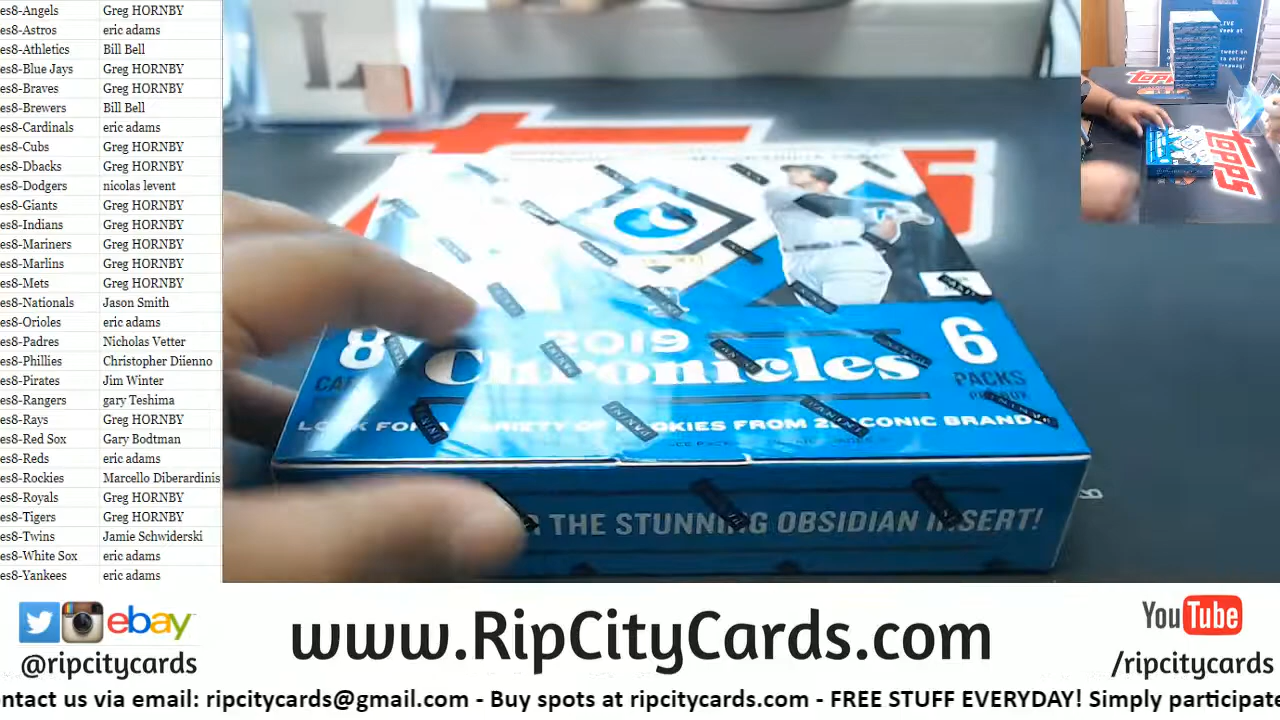 es8-Angels Greg HORNBY
es8-Astros eric adams
es8-Athletics Bill Bell
es8-Blue Jays Greg HORNBY
es8-Braves Greg HORNBY
es8-Brewers Bill Bell
es8-Cardinals eric adams
es8-Cubs Greg HORNBY
es8-Dbacks Greg HORNBY
es8-Dodgers nicolas levent
es8-Giants Greg HORNBY
es8-Indians Greg HORNBY
es8-Mariners Greg HORNBY
es8-Marlins Greg HORNBY
es8-Mets Greg HORNBY
es8-Nationals Jason Smith
es8-Orioles eric adams
es8-Padres Nicholas Vetter
es8-Phillies Christopher Diienno
es8-Pirates Jim Winter
es8-Rangers gary Teshima
es8-Rays Greg HORNBY
es8-Red Sox Gary Bodtman
es8-Reds eric adams
es8-Rockies Marcello Diberardinis
es8-Royals Greg HORNBY
es8-Tigers Greg HORNBY
es8-Twins Jamie Schwiderski
es8-White Sox eric adams
es8-Yankees eric adams
8
2019
Chronicles
6
PACKS
ROOKIES FROM
ICONIC BRANDS
THE STUNNING OBSIDIAN INSERT!
PANINI
TOPPS
LIVE
ebay
@ripcitycards
www.RipCityCards.com
YouTube
/ripcitycards
ontact us via email: ripcitycards@gmail.com - Buy spots at ripcitycards.com - FREE STUFF EVERYDAY! Simply participate